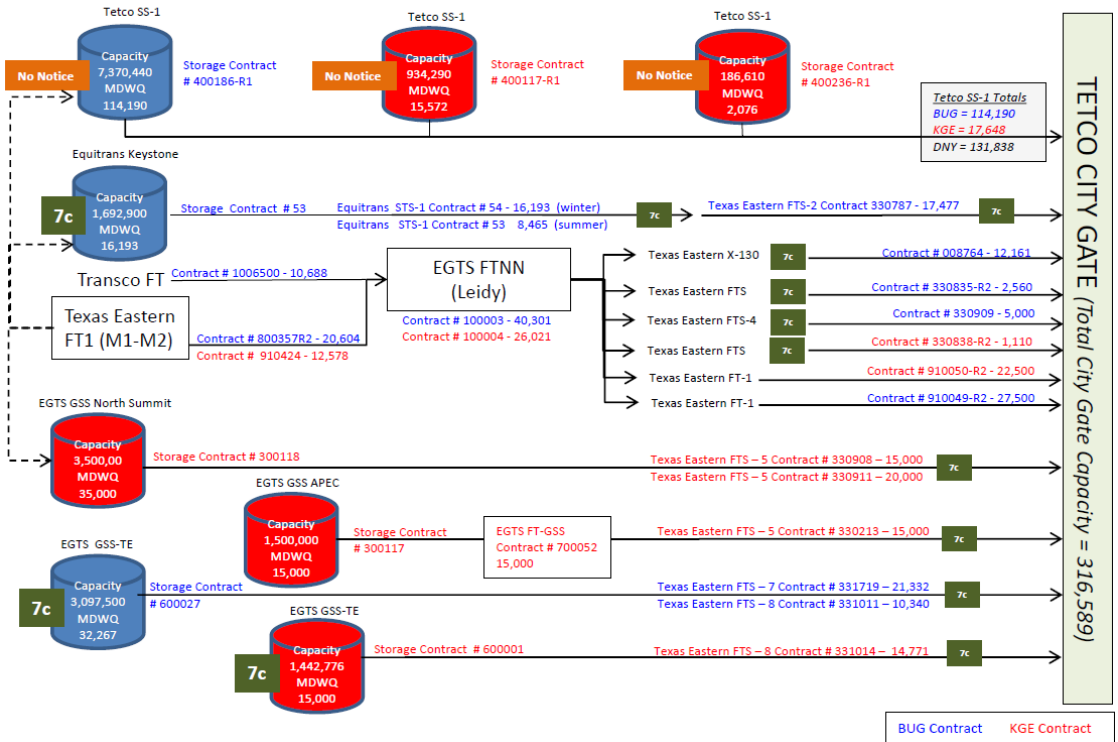 Tetco SS-1
Tetco SS-1
Tetco SS-1
No Notice
Capacity
7,370,440
MDWQ
114,190
Storage Contract
# 400186-R1
No Notice
Capacity
934,290
MDWQ
15,572
Storage Contract
# 400117-R1
No Notice
Capacity
186,610
MDWQ
2,076
Storage Contract
# 400236-R1
Tetco SS-1 Totals
BUG = 114,190
KGE = 17,648
DNY = 131,838
Equitrans Keystone
7c
Capacity
1,692,900
MDWQ
16,193
Storage Contract # 53
Equitrans STS-1 Contract # 54 - 16,193 (winter)
Equitrans STS-1 Contract # 53 8,465 (summer)
7c
Texas Eastern FTS-2 Contract 330787 - 17,477
7c
Transco FT
Contract # 1006500 - 10,688
Texas Eastern
FT1 (M1-M2)
Contract # 800357R2 - 20,604
Contract # 910424 - 12,578
EGTS FTNN
(Leidy)
Contract # 100003 - 40,301
Contract # 100004 - 26,021
Texas Eastern X-130
7c
Contract # 008764 - 12,161
Texas Eastern FTS
7c
Contract # 330835-R2 - 2,560
Texas Eastern FTS-4
7c
Contract # 330909 - 5,000
Texas Eastern FTS
7c
Contract # 330838-R2 - 1,110
Texas Eastern FT-1
Contract # 910050-R2 - 22,500
Texas Eastern FT-1
Contract # 910049-R2 - 27,500
EGTS GSS North Summit
Capacity
3,500,00
MDWQ
35,000
Storage Contract # 300118
Texas Eastern FTS – 5 Contract # 330908 – 15,000
Texas Eastern FTS – 5 Contract # 330911 – 20,000
7c
EGTS GSS APEC
Capacity
1,500,000
MDWQ
15,000
Storage Contract
# 300117
EGTS FT-GSS
Contract # 700052
15,000
Texas Eastern FTS – 5 Contract # 330213 – 15,000
7c
EGTS GSS-TE
7c
Capacity
3,097,500
MDWQ
32,267
Storage Contract
# 600027
Texas Eastern FTS – 7 Contract # 331719 – 21,332
Texas Eastern FTS – 8 Contract # 331011 – 10,340
7c
EGTS GSS-TE
7c
Capacity
1,442,776
MDWQ
15,000
Storage Contract # 600001
Texas Eastern FTS – 8 Contract # 331014 – 14,771
7c
TETCO CITY GATE (Total City Gate Capacity = 316,589)
BUG Contract KGE Contract